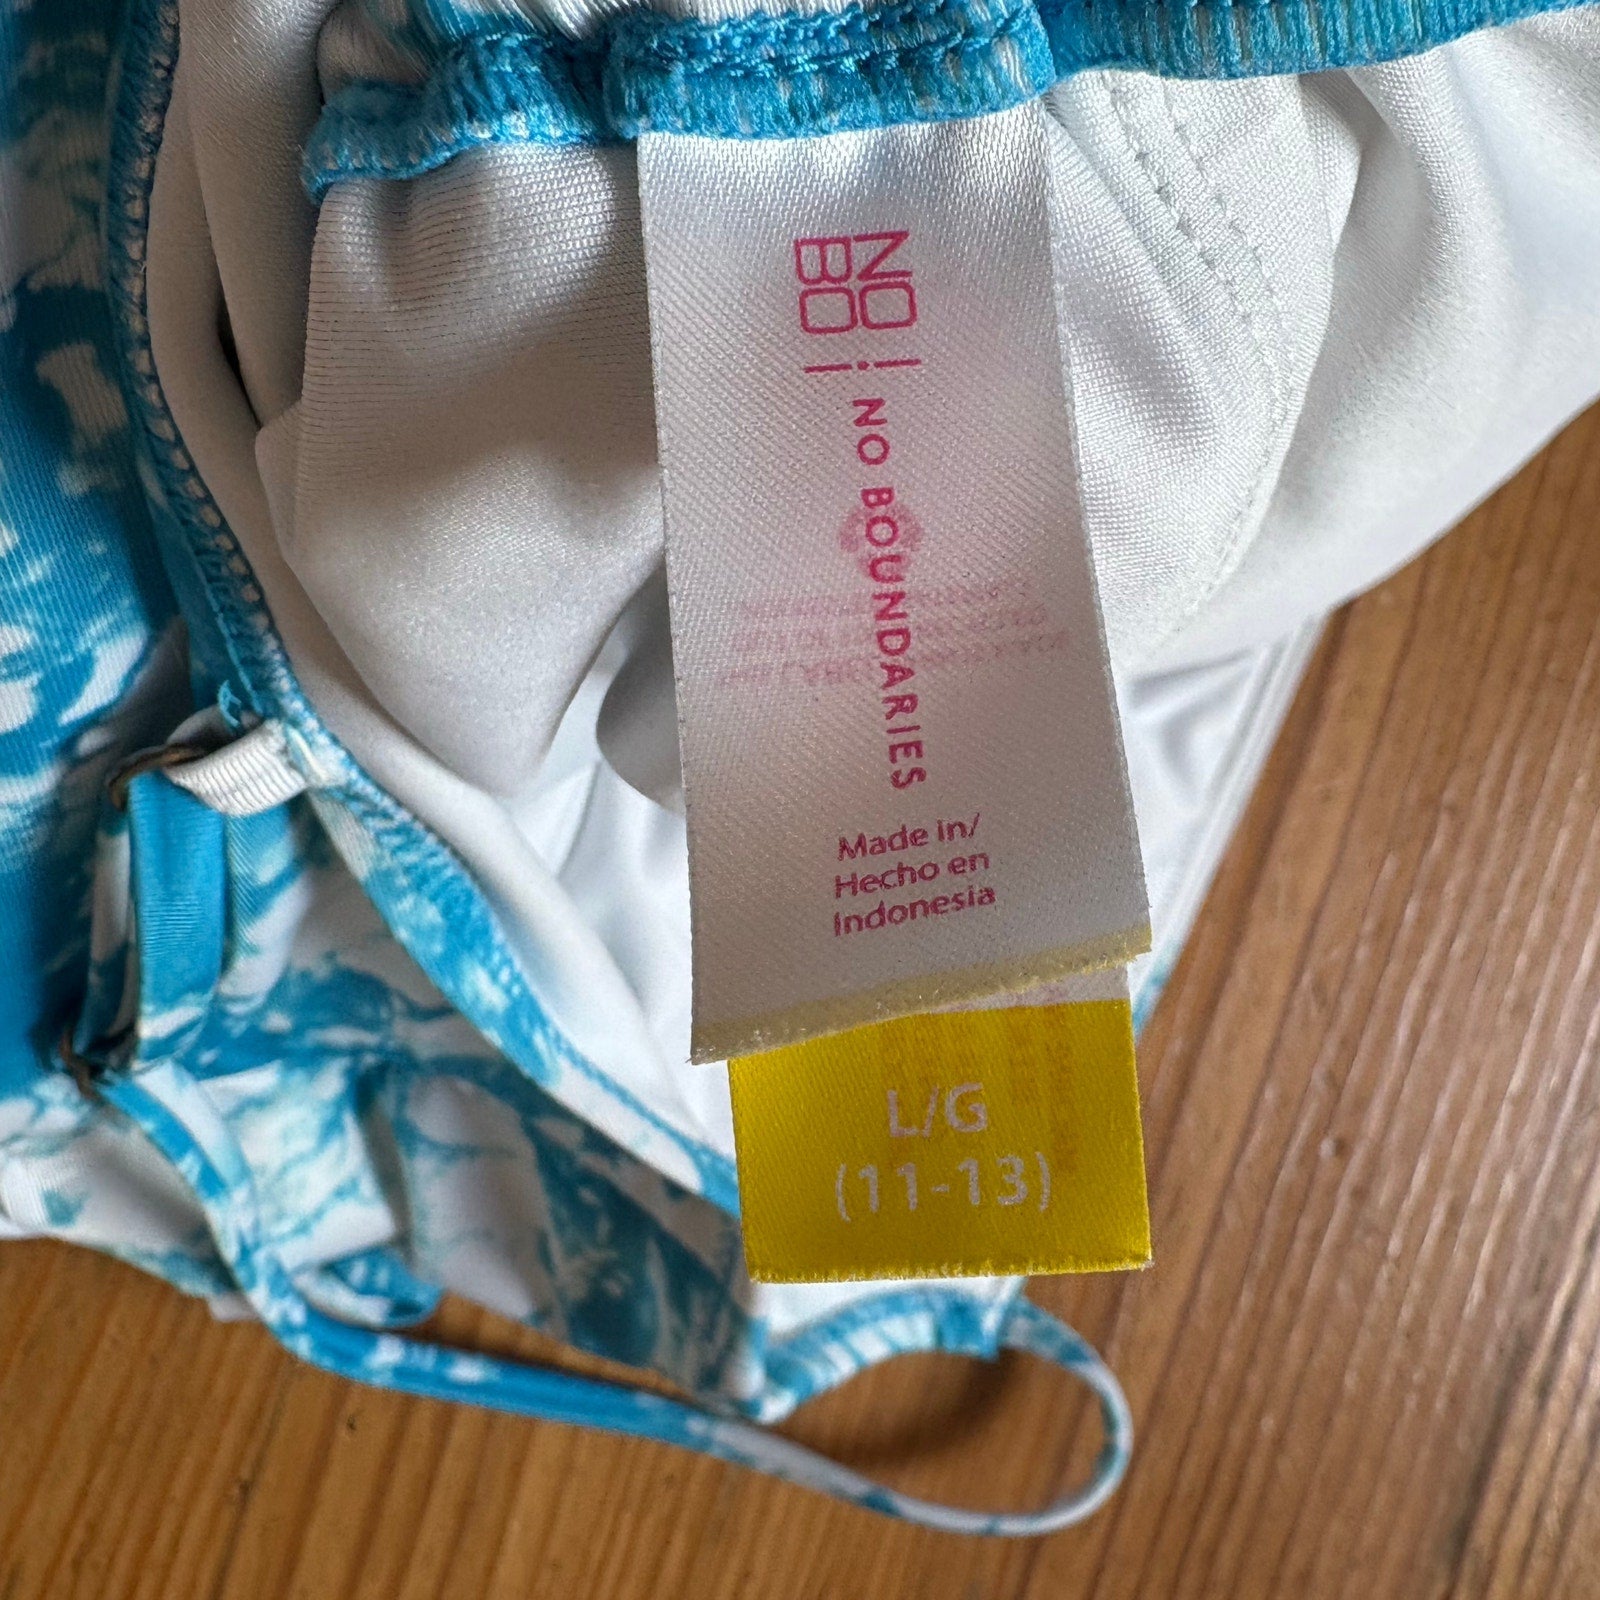 NO
BO
NO BOUNDARIES
Made in/
Hecho en
Indonesia
L/G
(11-13)